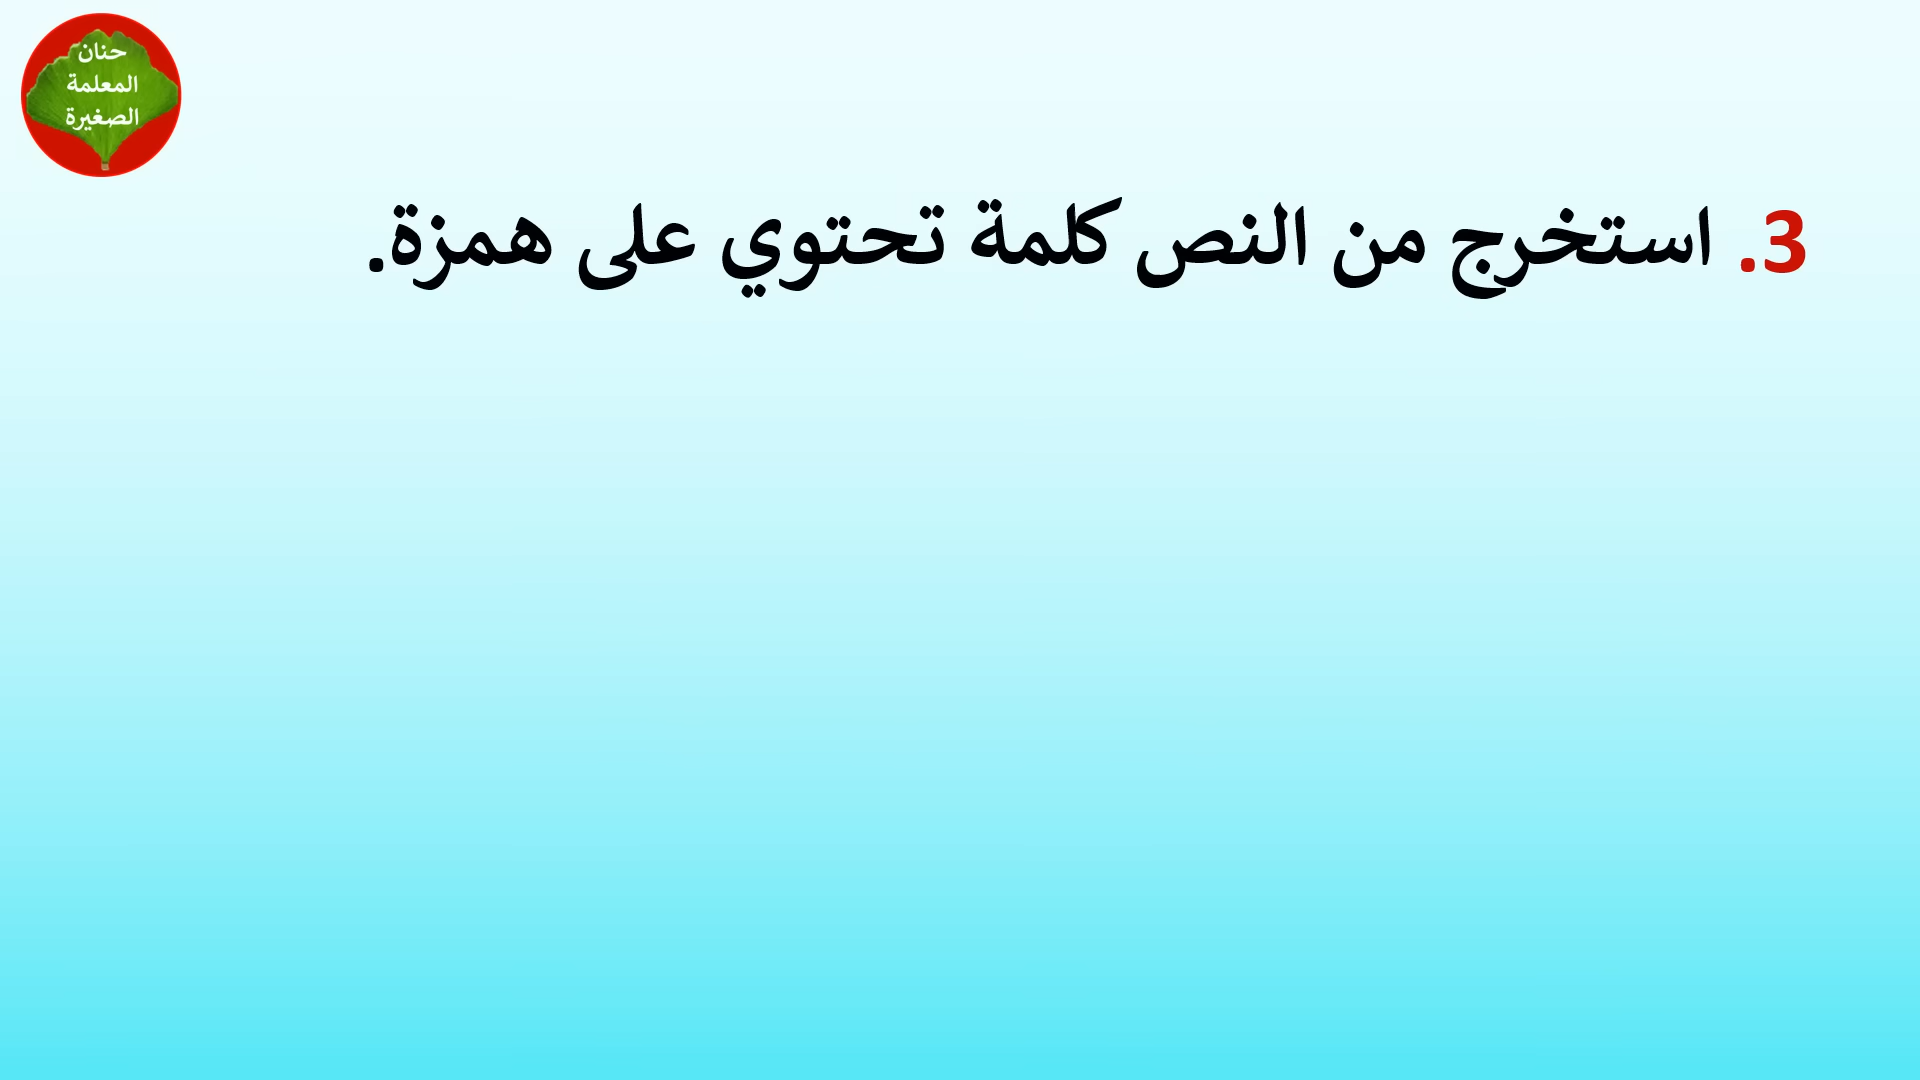 حنان
المعلمة
الصغيرة
3. استخرج من النص كلمة تحتوي على همزة.